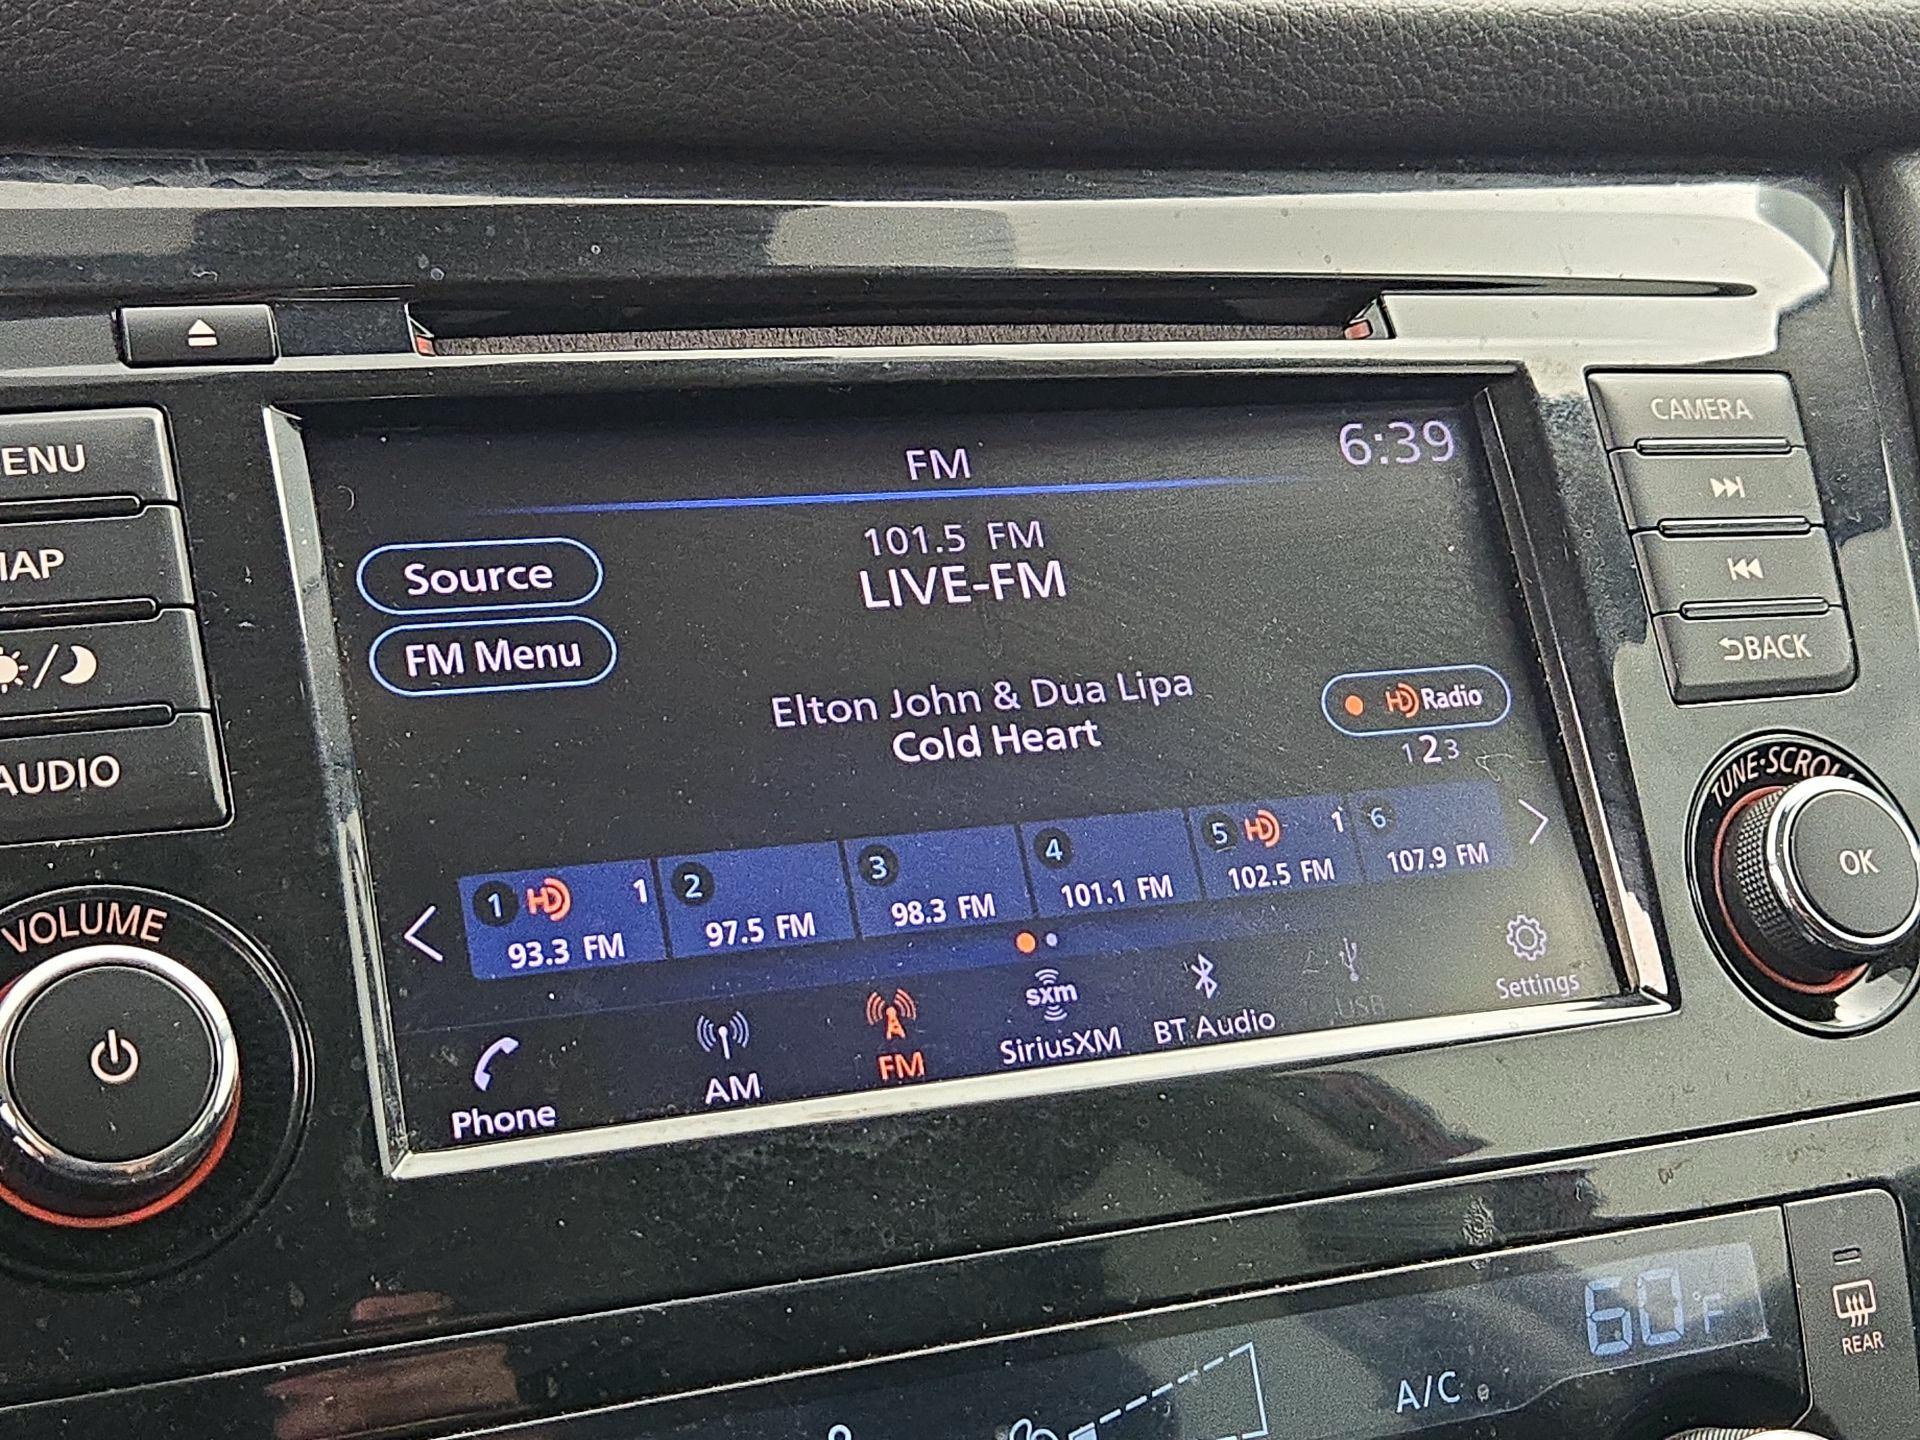 ENU
IAP
AUDIO
VOLUME
FM
6:39
101.5 FM
LIVE-FM
Source
FM Menu
Elton John & Dua Lipa
Cold Heart
HD Radio
1 2 3
1 HD 1
93.3 FM
2
97.5 FM
3
98.3 FM
4
101.1 FM
5 HD 1
102.5 FM
6
107.9 FM
Phone
AM
FM
sxm
SiriusXM
BT Audio
USB
Settings
CAMERA
BACK
TUNE·SCROLL
OK
60°F
A/C
REAR